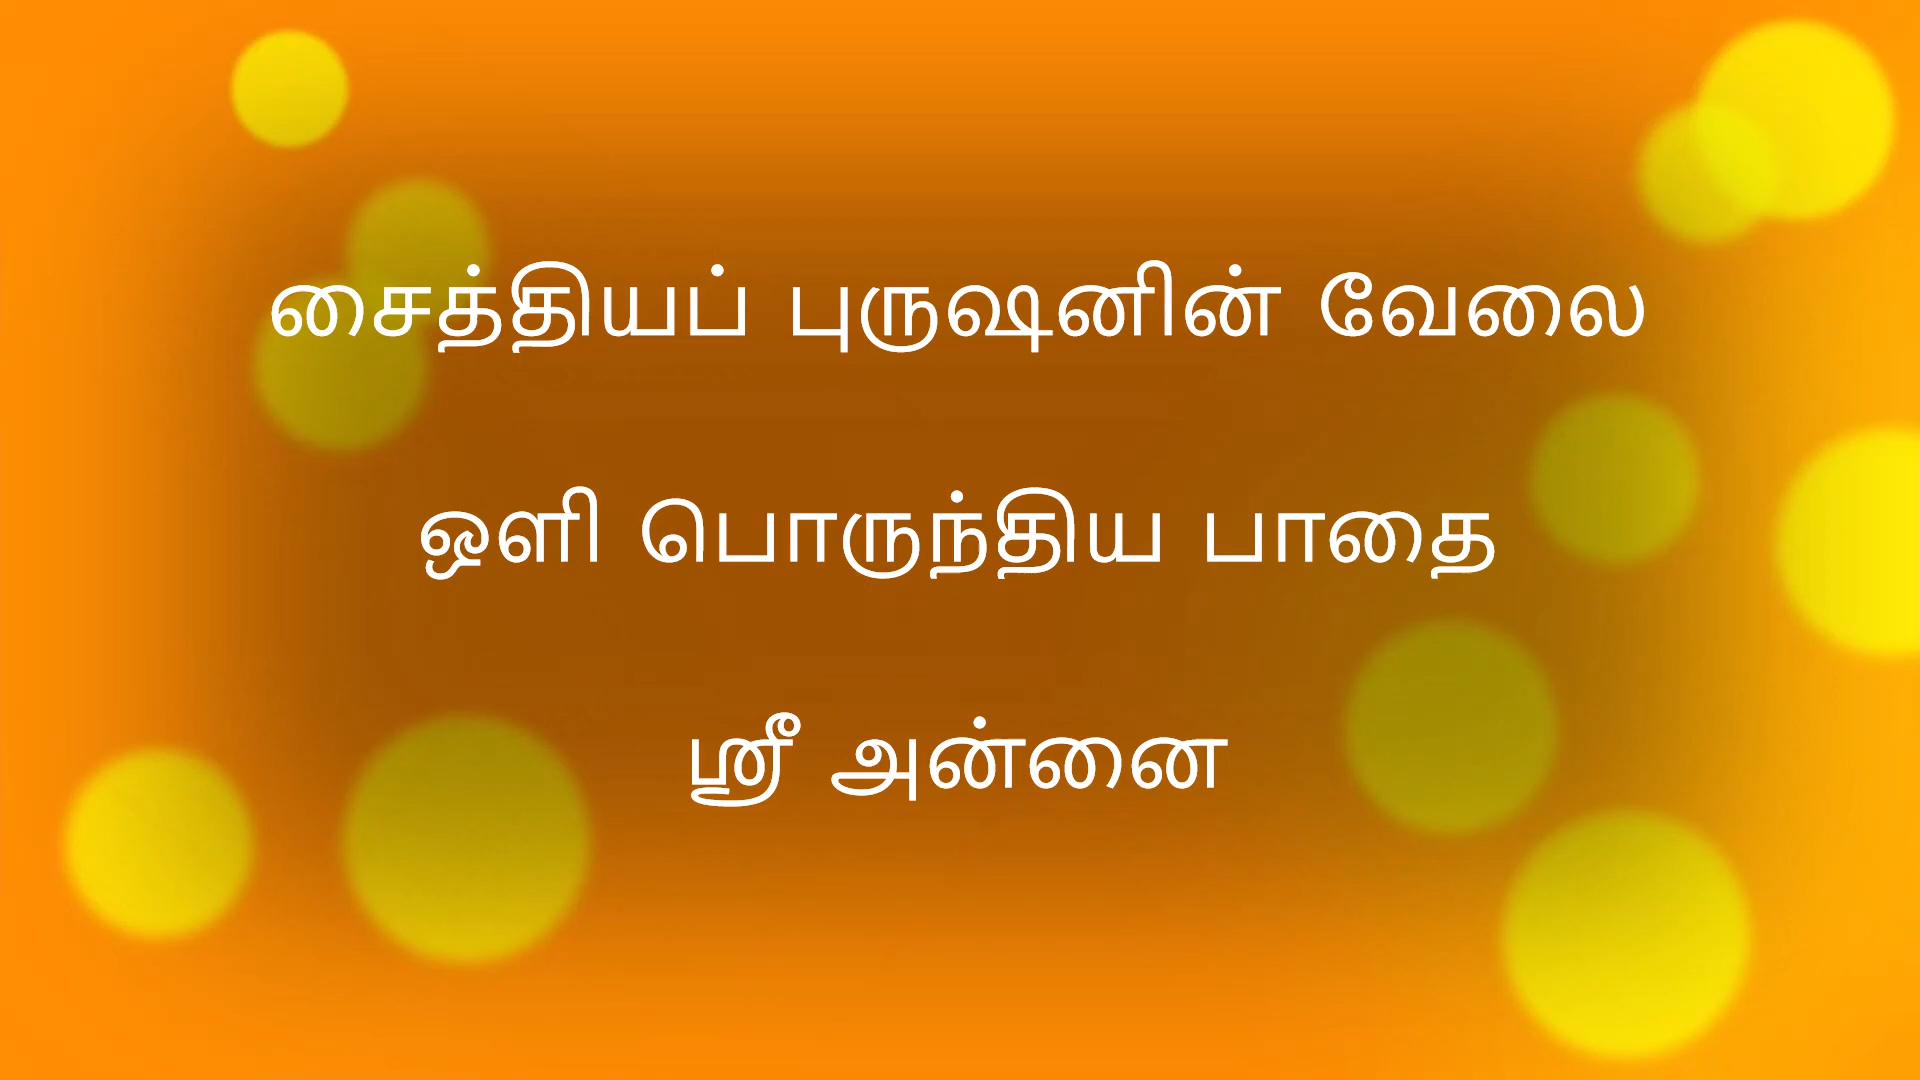 சைத்தியப் புருஷனின் வேலை
ஒளி பொருந்திய பாதை
ஸ்ரீ அன்னை